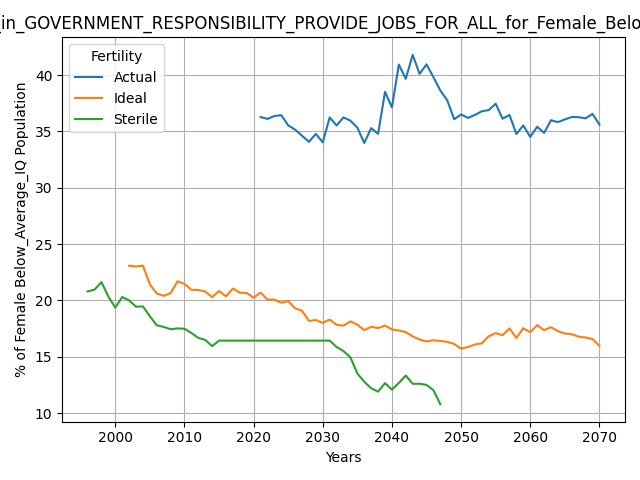 _in_GOVERNMENT_RESPONSIBILITY_PROVIDE_JOBS_FOR_ALL_for_Female_Belo
Fertility
Actual
Ideal
Sterile
% of Female Below_Average_IQ Population
40
35
30
25
20
15
10
2000 2010 2020 2030 2040 2050 2060 2070
Years